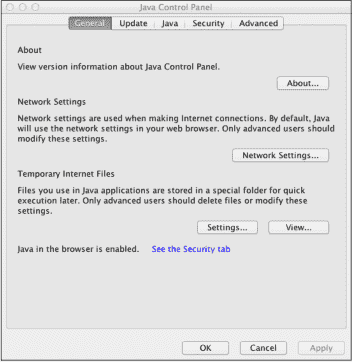 Java Control Panel
General Update Java Security Advanced
About
View version information about Java Control Panel.
About...
Network Settings
Network settings are used when making Internet connections. By default, Java
will use the network settings in your web browser. Only advanced users should
modify these settings.
Network Settings...
Temporary Internet Files
Files you use in Java applications are stored in a special folder for quick
execution later. Only advanced users should delete files or modify these
settings.
Settings... View...
Java in the browser is enabled. See the Security tab
OK Cancel Apply